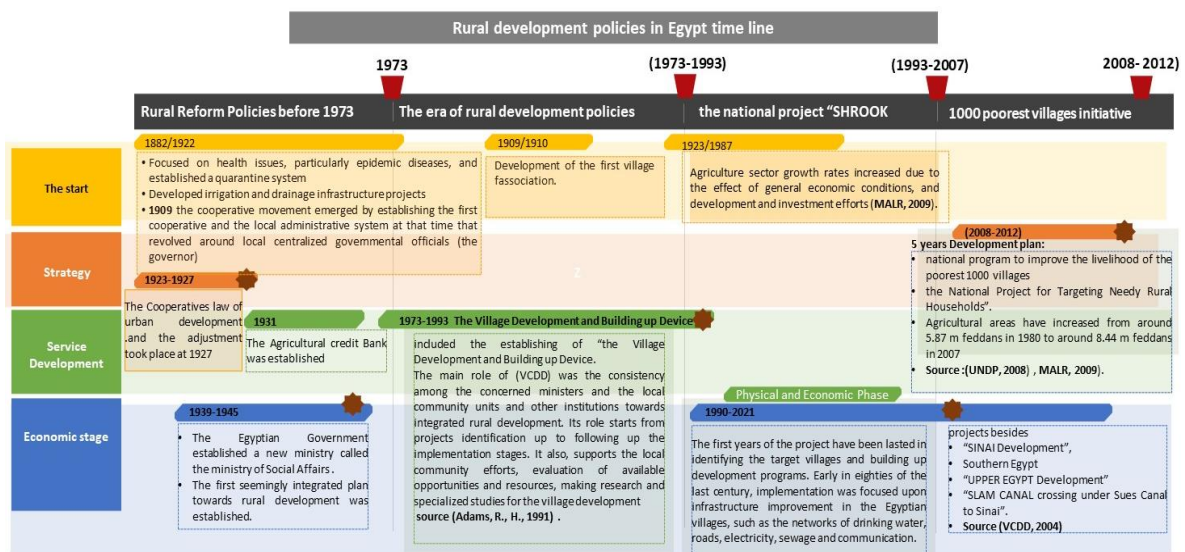 Rural development policies in Egypt time line
1973
(1973-1993)
(1993-2007)
2008-2012)
Rural Reform Policies before 1973
The era of rural development policies
the national project “SHROOK
1000 poorest villages initiative
The start
1882/1922
• Focused on health issues, particularly epidemic diseases, and
established a quarantine system
• Developed irrigation and drainage infrastructure projects
• 1909 the cooperative movement emerged by establishing the first
cooperative and the local administrative system at that time that
revolved around local centralized governmental officials (the
governor)
1909/1910
Development of the first village
fassociation.
1923/1987
Agriculture sector growth rates increased due to
the effect of general economic conditions, and
development and investment efforts (MALR, 2009).
Strategy
1923-1927
The Cooperatives law of
urban development
.and the adjustment
took place at 1927
Z
(2008-2012)
5 years Development plan:
• national program to improve the livelihood of the
poorest 1000 villages
• the National Project for Targeting Needy Rural
Households”.
• Agricultural areas have increased from around
5.87 m feddans in 1980 to around 8.44 m feddans
in 2007
• Source :(UNDP, 2008) , MALR, 2009).
Service
Development
1931
The Agricultural credit Bank
was established
1973-1993 The Village Development and Building up Device
included the establishing of “the Village
Development and Building up Device.
The main role of (VCDD) was the consistency
among the concerned ministers and the local
community units and other institutions towards
integrated rural development. Its role starts from
projects identification up to following up the
implementation stages. It also, supports the local
community efforts, evaluation of available
opportunities and resources, making research and
specialized studies for the village development
source (Adams, R., H., 1991) .
Physical and Economic Phase
Economic stage
1939-1945
• The Egyptian Government
established a new ministry called
the ministry of Social Affairs .
• The first seemingly integrated plan
towards rural development was
established.
1990-2021
The first years of the project have been lasted in
identifying the target villages and building up
development programs. Early in eighties of the
last century, implementation was focused upon
infrastructure improvement in the Egyptian
villages, such as the networks of drinking water,
roads, electricity, sewage and communication.
projects besides
• “SINAI Development”,
• Southern Egypt
• “UPPER EGYPT Development”
• “SLAM CANAL crossing under Sues Canal
to Sinai”.
• Source (VCDD, 2004)